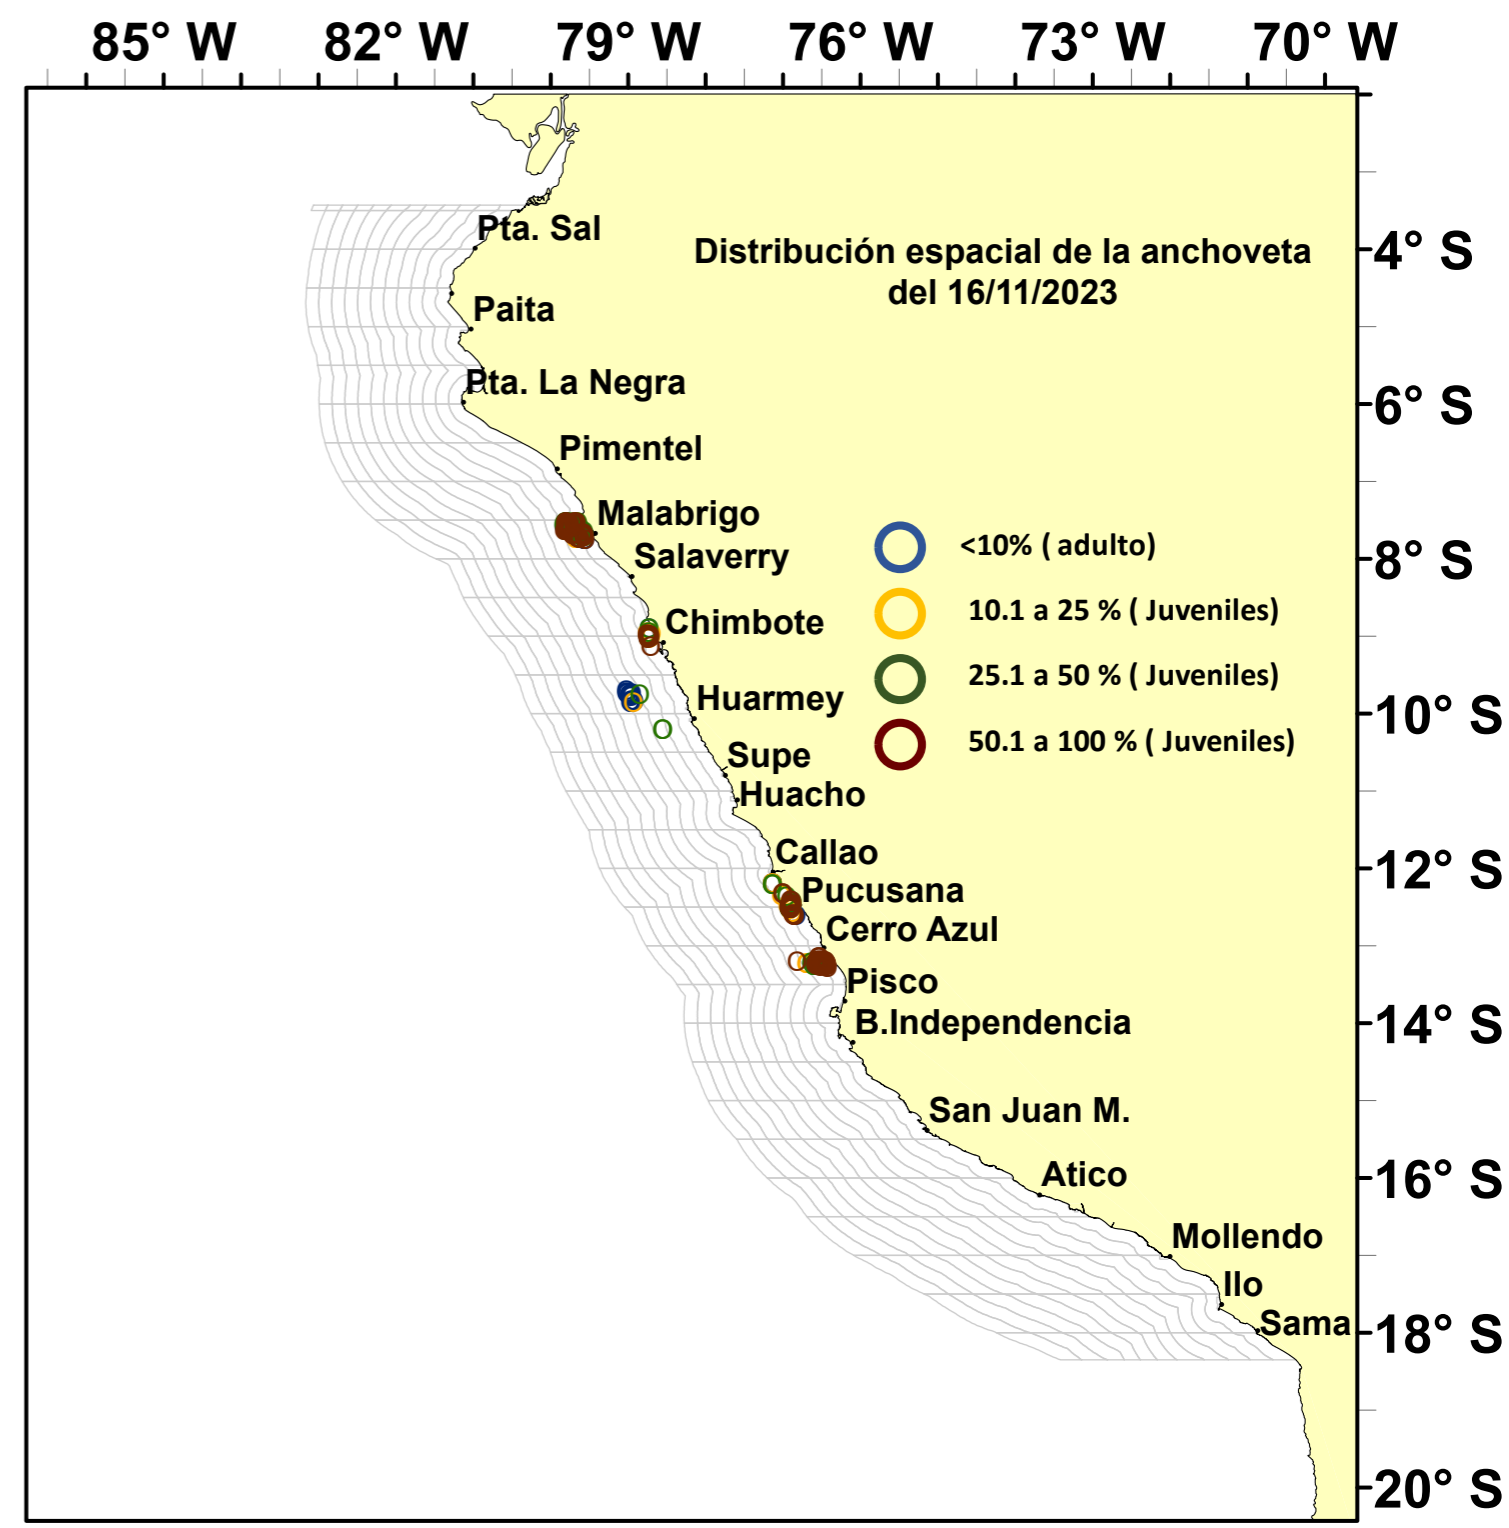 85° W 82° W 79° W 76° W 73° W 70° W
Pta. Sal
Distribución espacial de la anchoveta
del 16/11/2023
4° S
Paita
Pta. La Negra
6° S
Pimentel
Malabrigo
<10% ( adulto)
Salaverry
8° S
10.1 a 25 % ( Juveniles)
Chimbote
25.1 a 50 % ( Juveniles)
Huarmey
10° S
50.1 a 100 % ( Juveniles)
Supe
Huacho
Callao
12° S
Pucusana
Cerro Azul
Pisco
B.Independencia
14° S
San Juan M.
Atico
16° S
Mollendo
Ilo
Sama
18° S
20° S